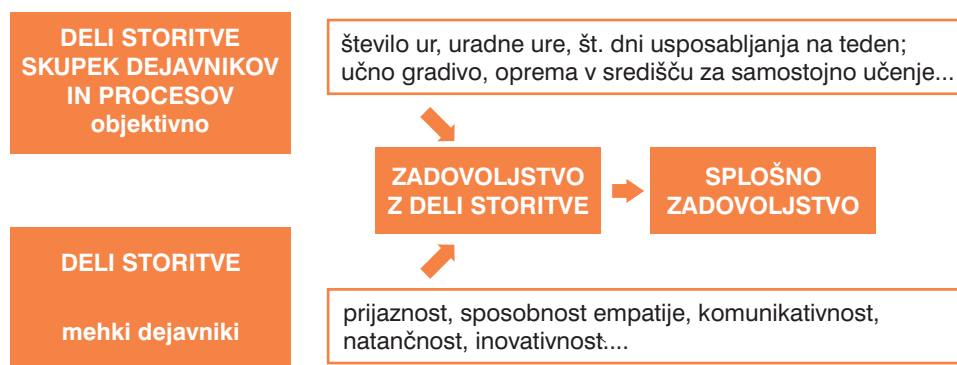 DELI STORITVE
SKUPEK DEJAVNIKOV
IN PROCESOV
objektivno
število ur, uradne ure, št. dni usposabljanja na teden;
učno gradivo, oprema v središču za samostojno učenje...
ZADOVOLJSTVO
Z DELI STORITVE
SPLOŠNO
ZADOVOLJSTVO
DELI STORITVE
mehki dejavniki
prijaznost, sposobnost empatije, komunikativnost,
natančnost, inovativnost....